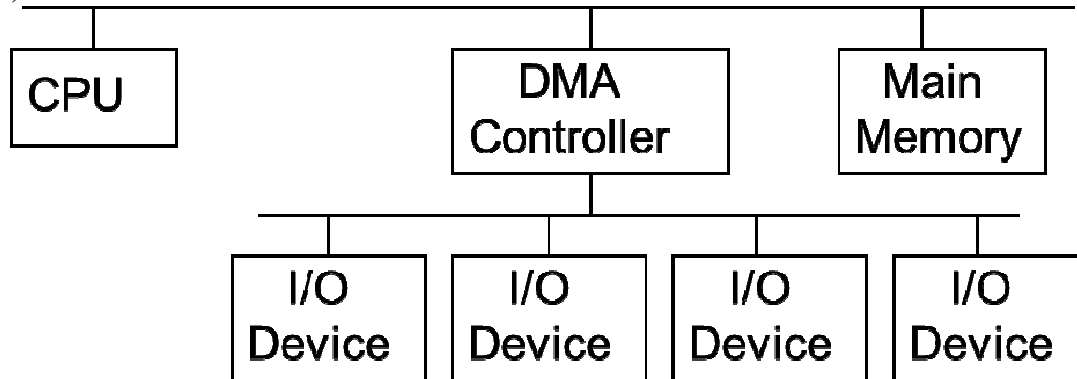 CPU
DMA
Controller
Main
Memory
I/O
Device
I/O
Device
I/O
Device
I/O
Device